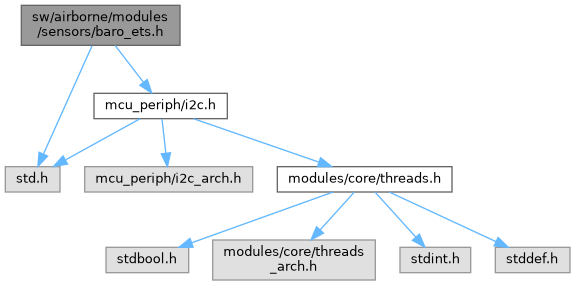 sw/airborne/modules
/sensors/baro_ets.h
mcu_periph/i2c.h
std.h
mcu_periph/i2c_arch.h
modules/core/threads.h
stdbool.h
modules/core/threads
_arch.h
stdint.h
stddef.h